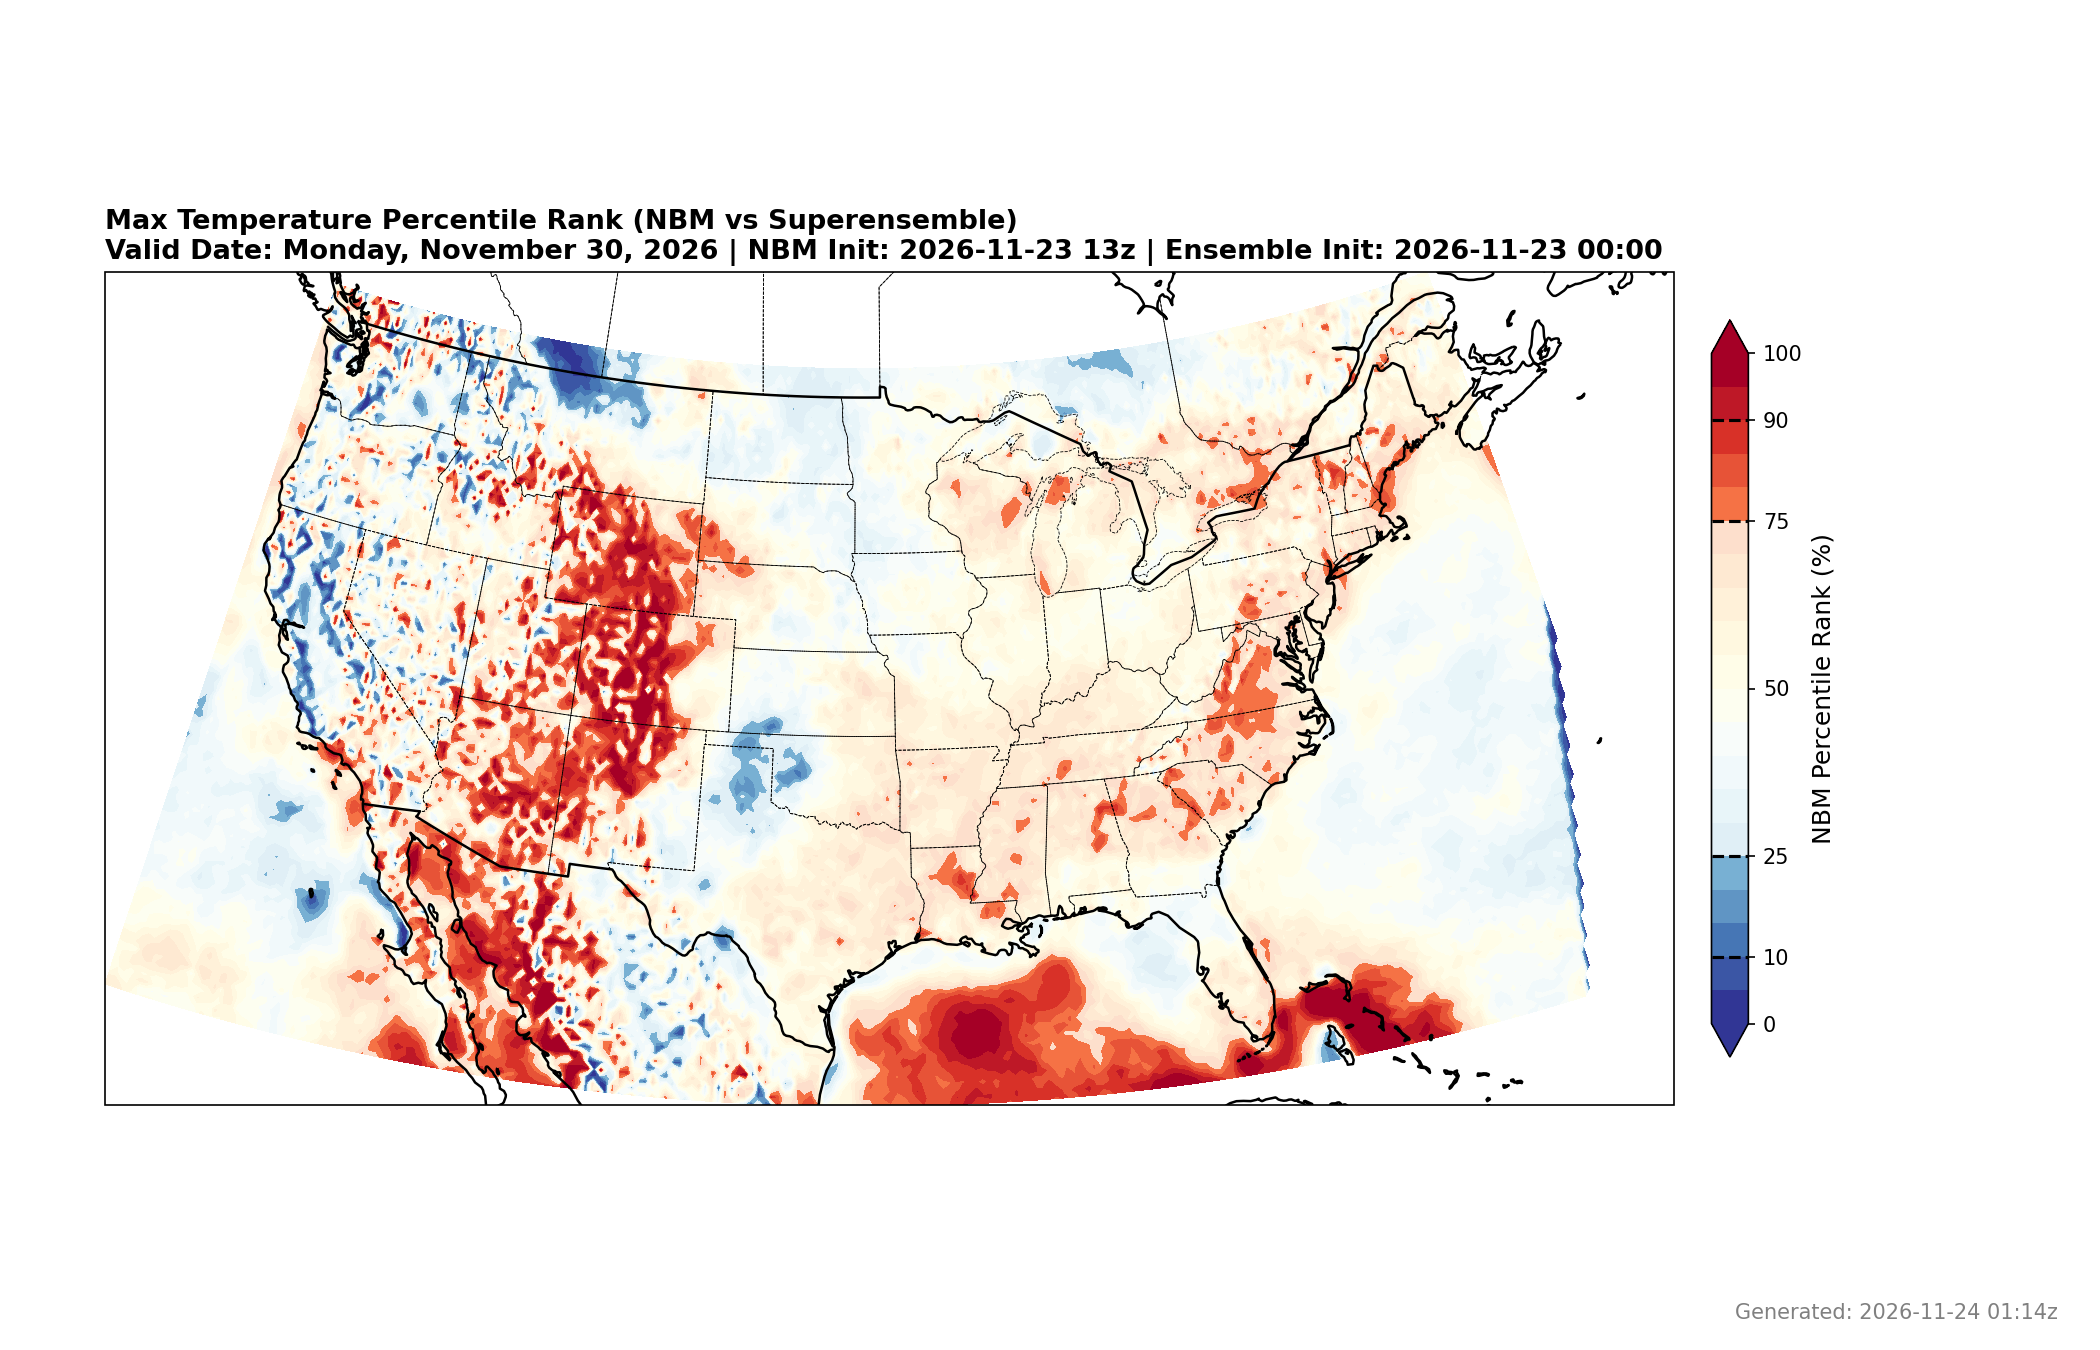 Max Temperature Percentile Rank (NBM vs Superensemble)
Valid Date: Monday, November 30, 2026 | NBM Init: 2026-11-23 13z | Ensemble Init: 2026-11-23 00:00
100
90
75
50
25
10
0
NBM Percentile Rank (%)
Generated: 2026-11-24 01:14z